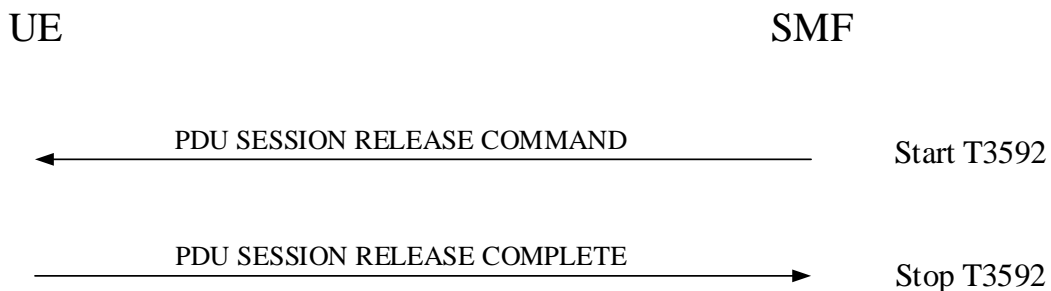 UE
SMF
PDU SESSION RELEASE COMMAND
Start T3592
PDU SESSION RELEASE COMPLETE
Stop T3592